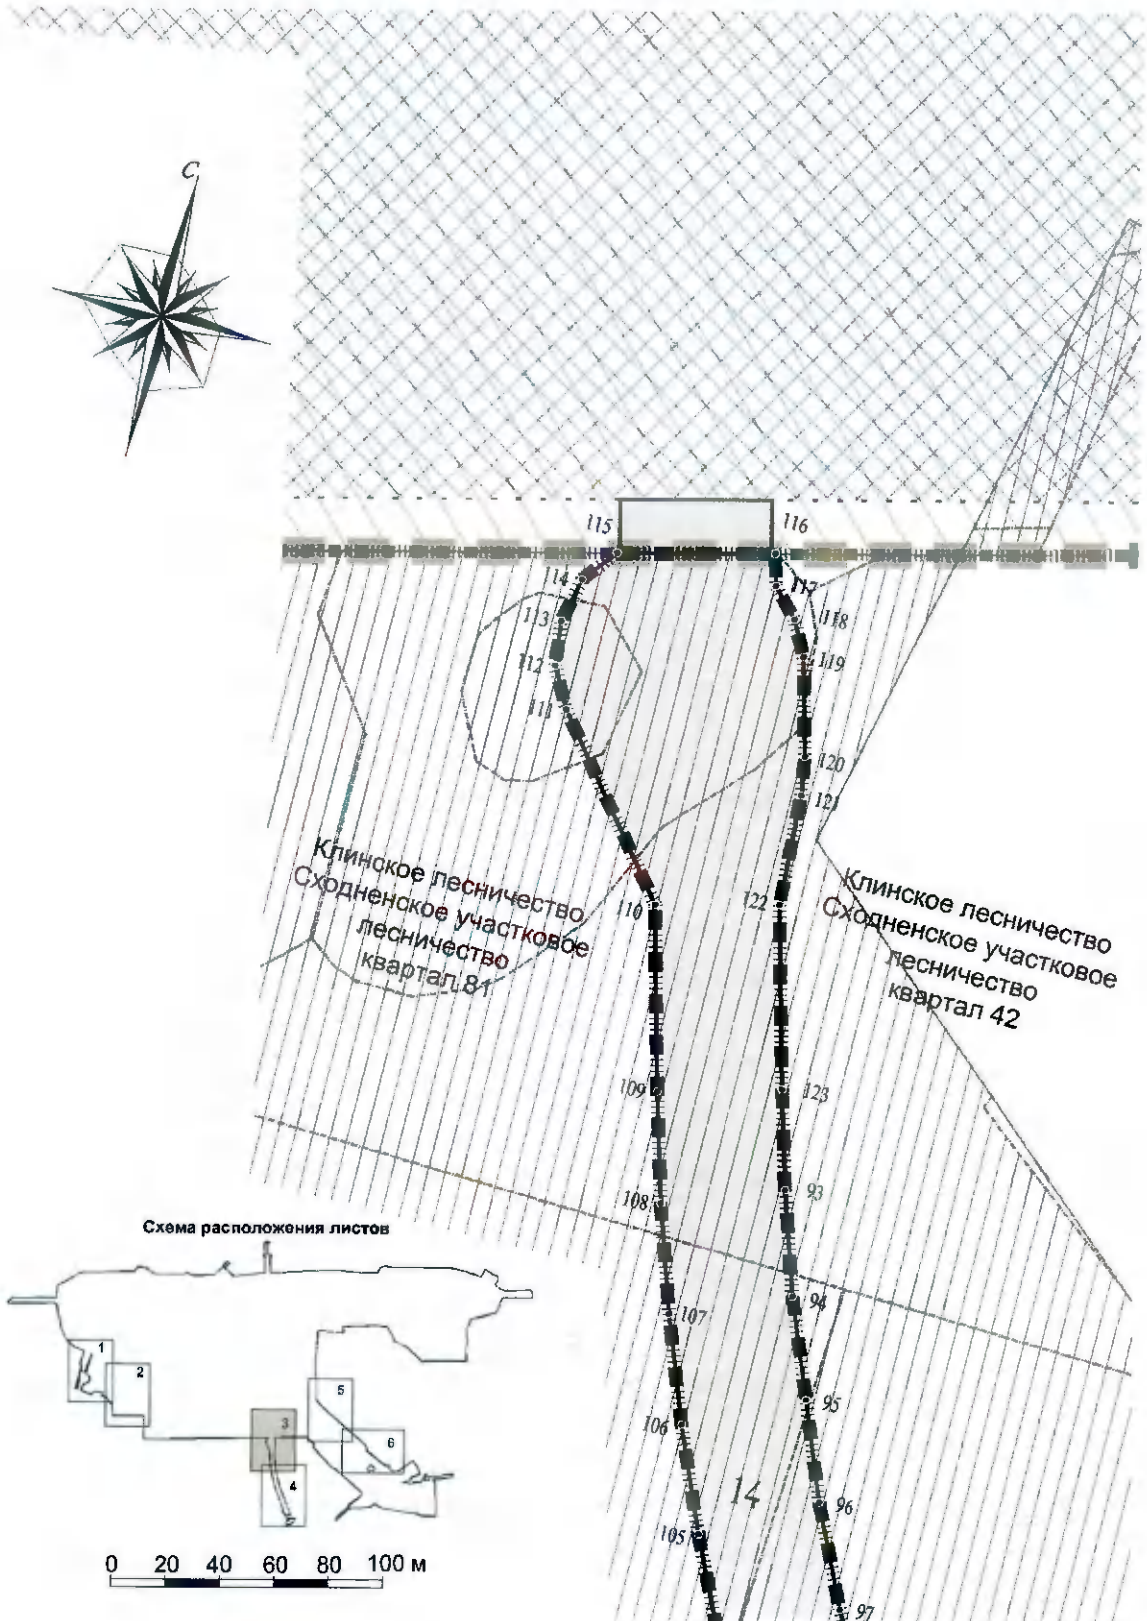 С
115
116
114
117
113
118
112
119
111
120
121
Клинское лесничество
Сходненское участковое
лесничество
квартал 81
110
122
Клинское лесничество
Сходненское участковое
лесничество
квартал 42
109
123
93
108
94
107
95
106
14
96
105
97
Схема расположения листов
1
2
3
4
5
6
0 20 40 60 80 100 м